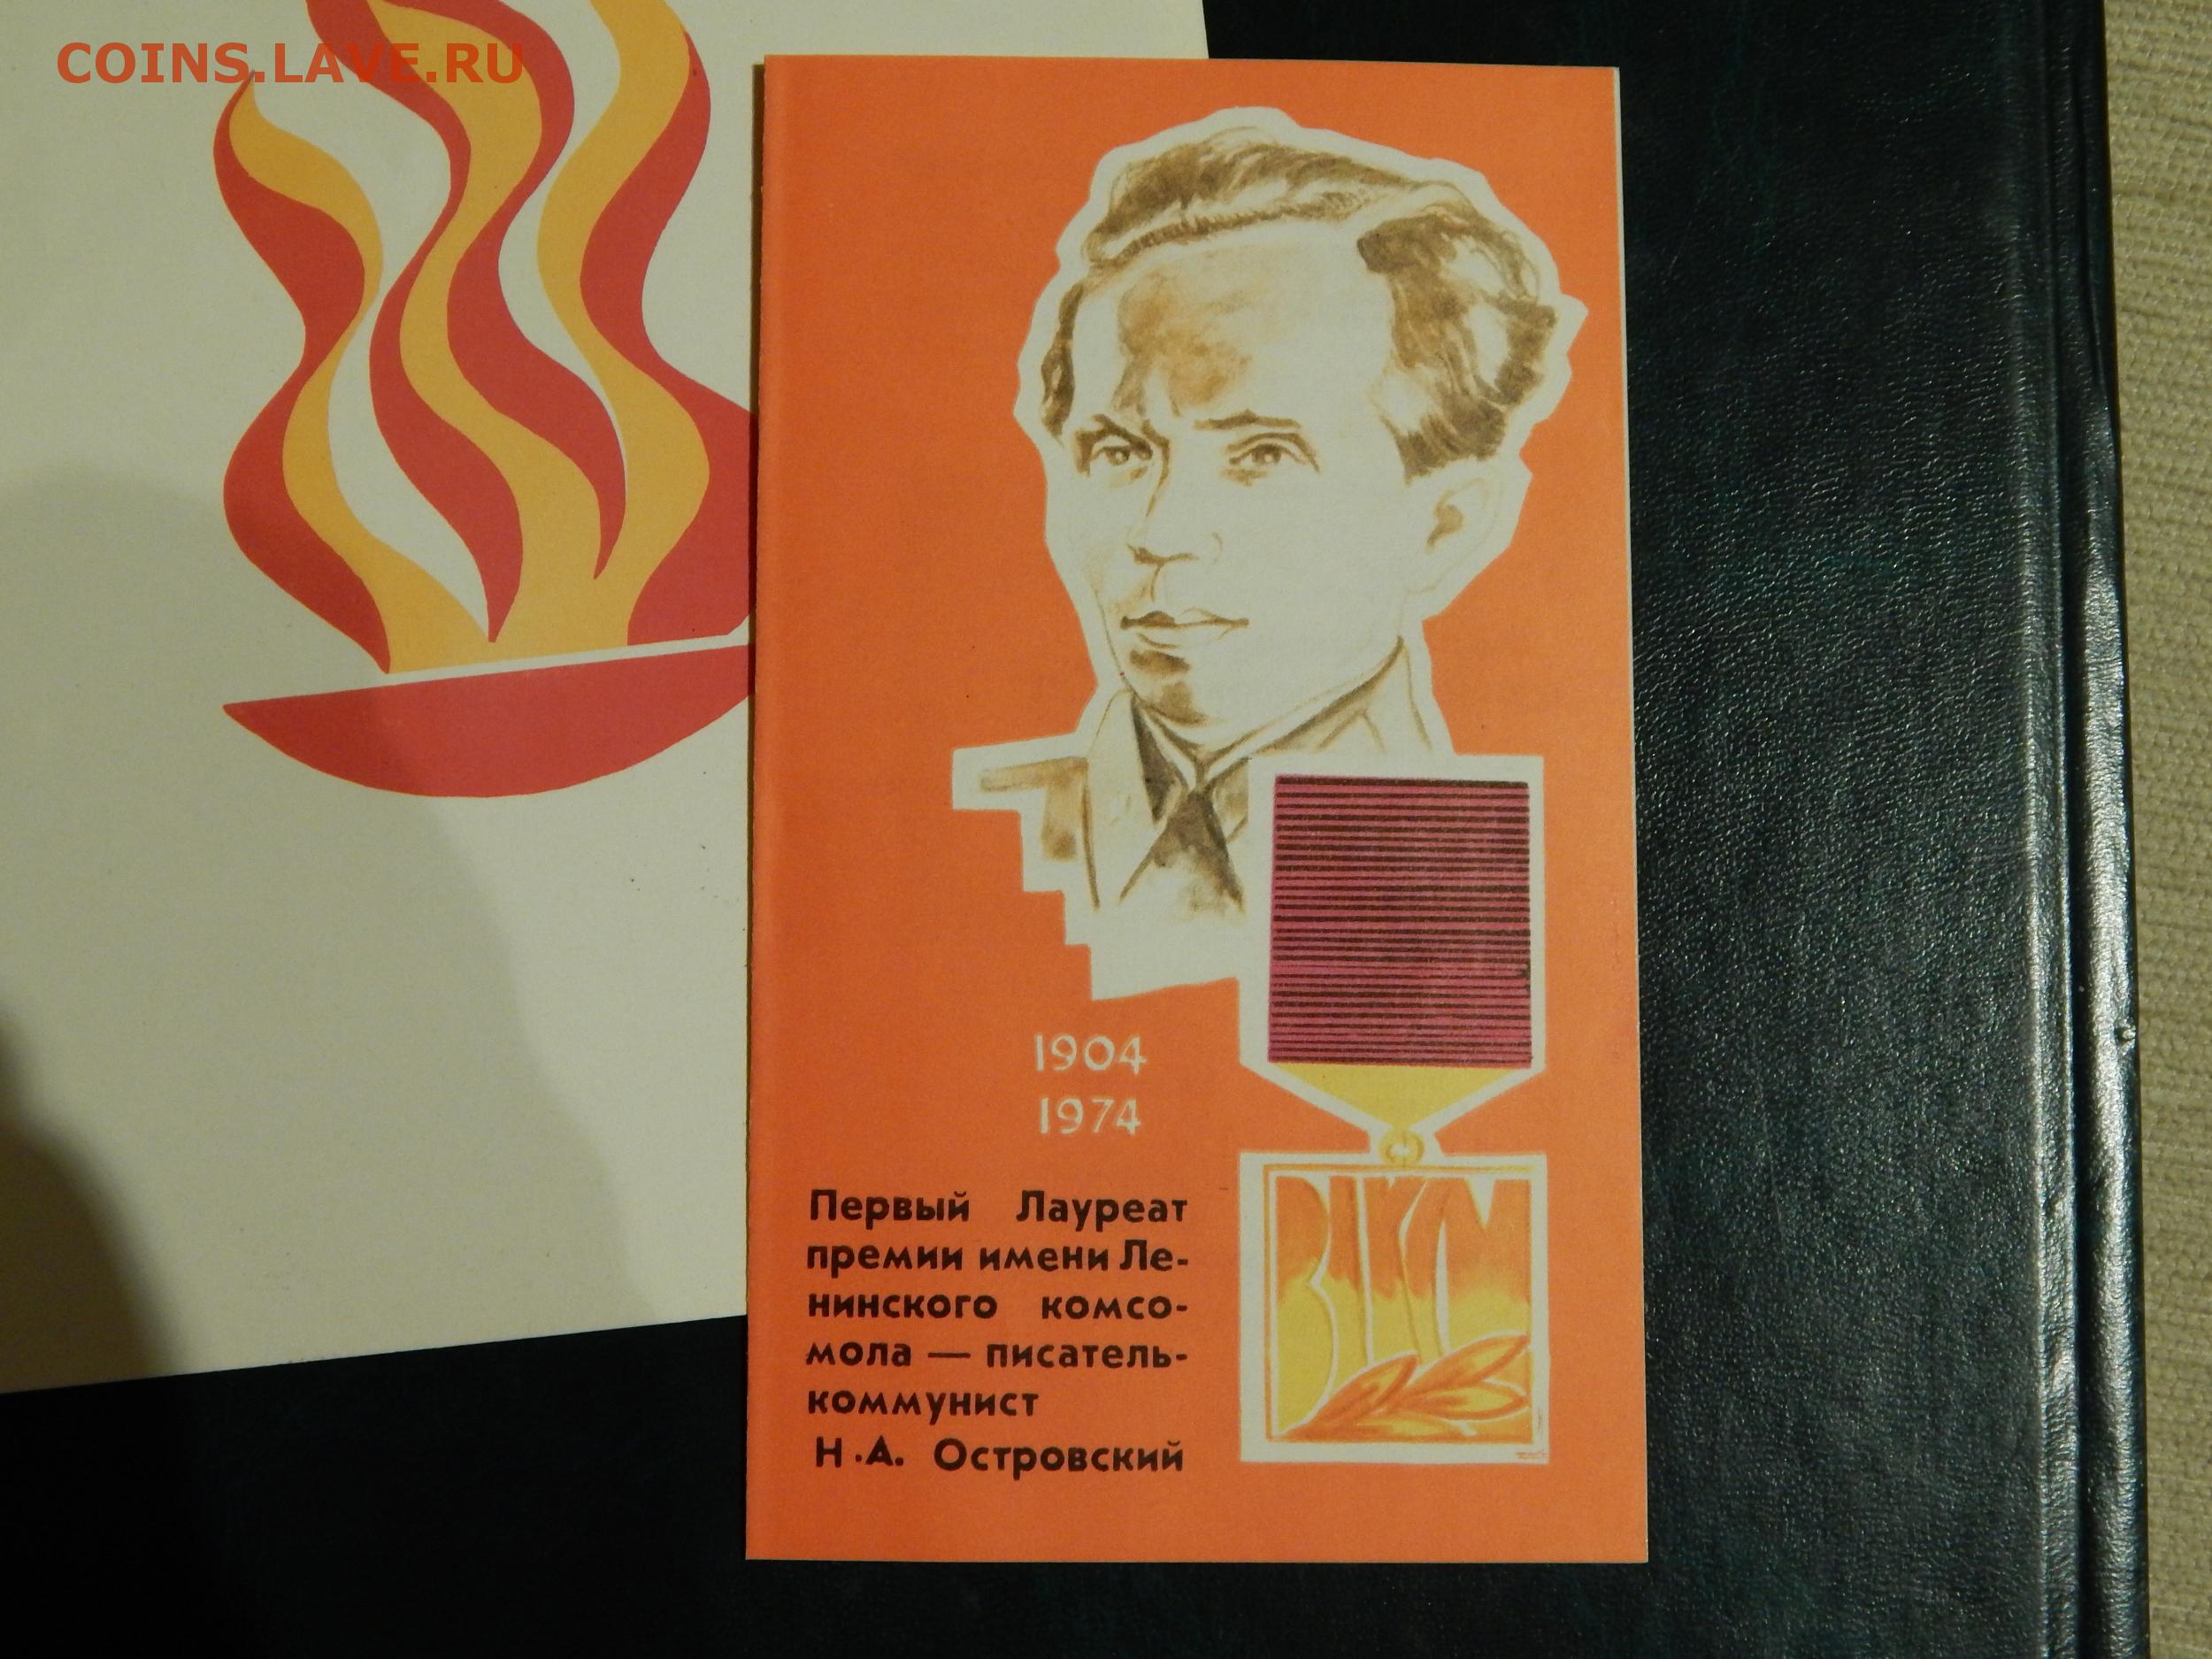 COINS.LAVE.RU
1904
1974
Первый Лауреат
премии имени Ле-
нинского комсо-
мола — писатель-
коммунист
Н.А. Островский
ВЛКСМ